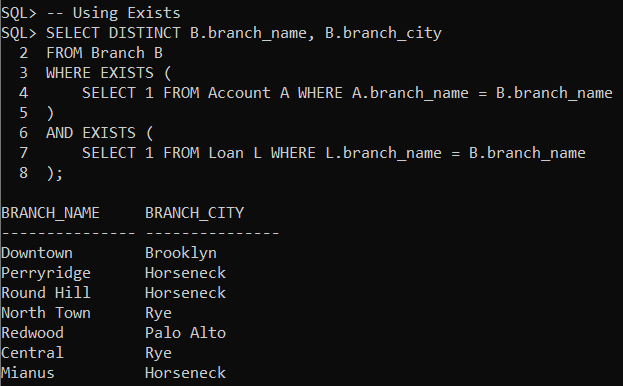 SQL> -- Using Exists
SQL> SELECT DISTINCT B.branch_name, B.branch_city
  2  FROM Branch B
  3  WHERE EXISTS (
  4      SELECT 1 FROM Account A WHERE A.branch_name = B.branch_name
  5  )
  6  AND EXISTS (
  7      SELECT 1 FROM Loan L WHERE L.branch_name = B.branch_name
  8  );

BRANCH_NAME     BRANCH_CITY
--------------- ---------------
Downtown        Brooklyn
Perryridge      Horseneck
Round Hill      Horseneck
North Town      Rye
Redwood         Palo Alto
Central         Rye
Mianus          Horseneck